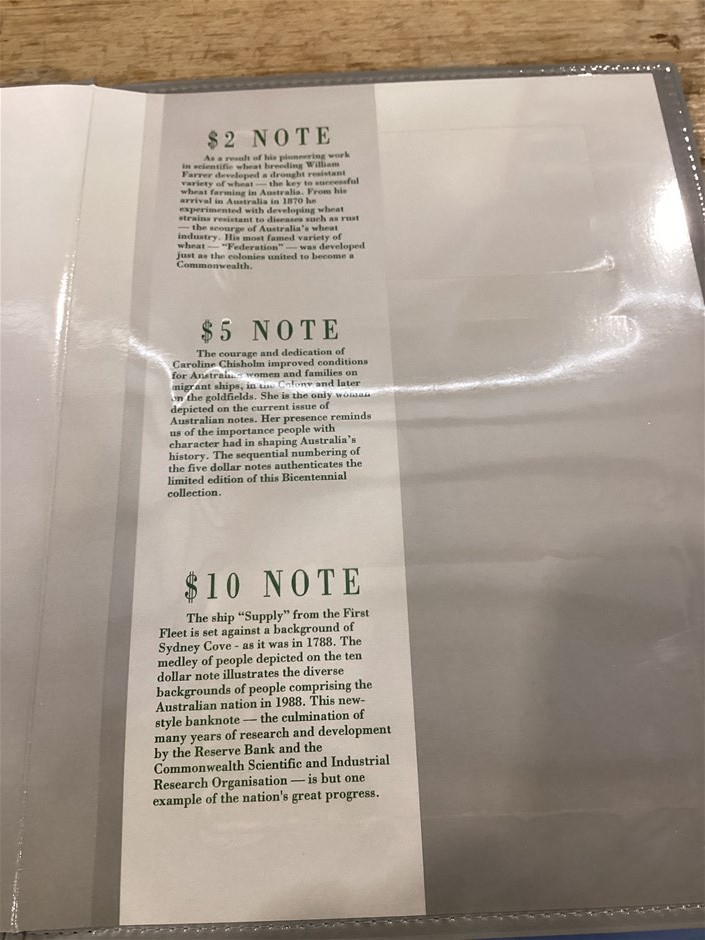 $2 NOTE
As a result of his pioneering work
in scientific wheat breeding William
Farrer developed a drought resistant
variety of wheat — the key to successful
wheat farming in Australia. From his
arrival in Australia in 1870 he
experimented with developing wheat
strains resistant to diseases such as rust
— the scourge of Australia's wheat
industry. His most famed variety of
wheat — "Federation" — was developed
just as the colonies united to become a
Commonwealth.
$5 NOTE
The courage and dedication of
Caroline Chisholm improved conditions
for Australia's women and families on
migrant ships, in the Colony and later
on the goldfields. She is the only woman
depicted on the current issue of
Australian notes. Her presence reminds
us of the importance people with
character had in shaping Australia's
history. The sequential numbering of
the five dollar notes authenticates the
limited edition of this Bicentennial
collection.
$10 NOTE
The ship "Supply" from the First
Fleet is set against a background of
Sydney Cove - as it was in 1788. The
medley of people depicted on the ten
dollar note illustrates the diverse
backgrounds of people comprising the
Australian nation in 1988. This new-
style banknote — the culmination of
many years of research and development
by the Reserve Bank and the
Commonwealth Scientific and Industrial
Research Organisation — is but one
example of the nation's great progress.